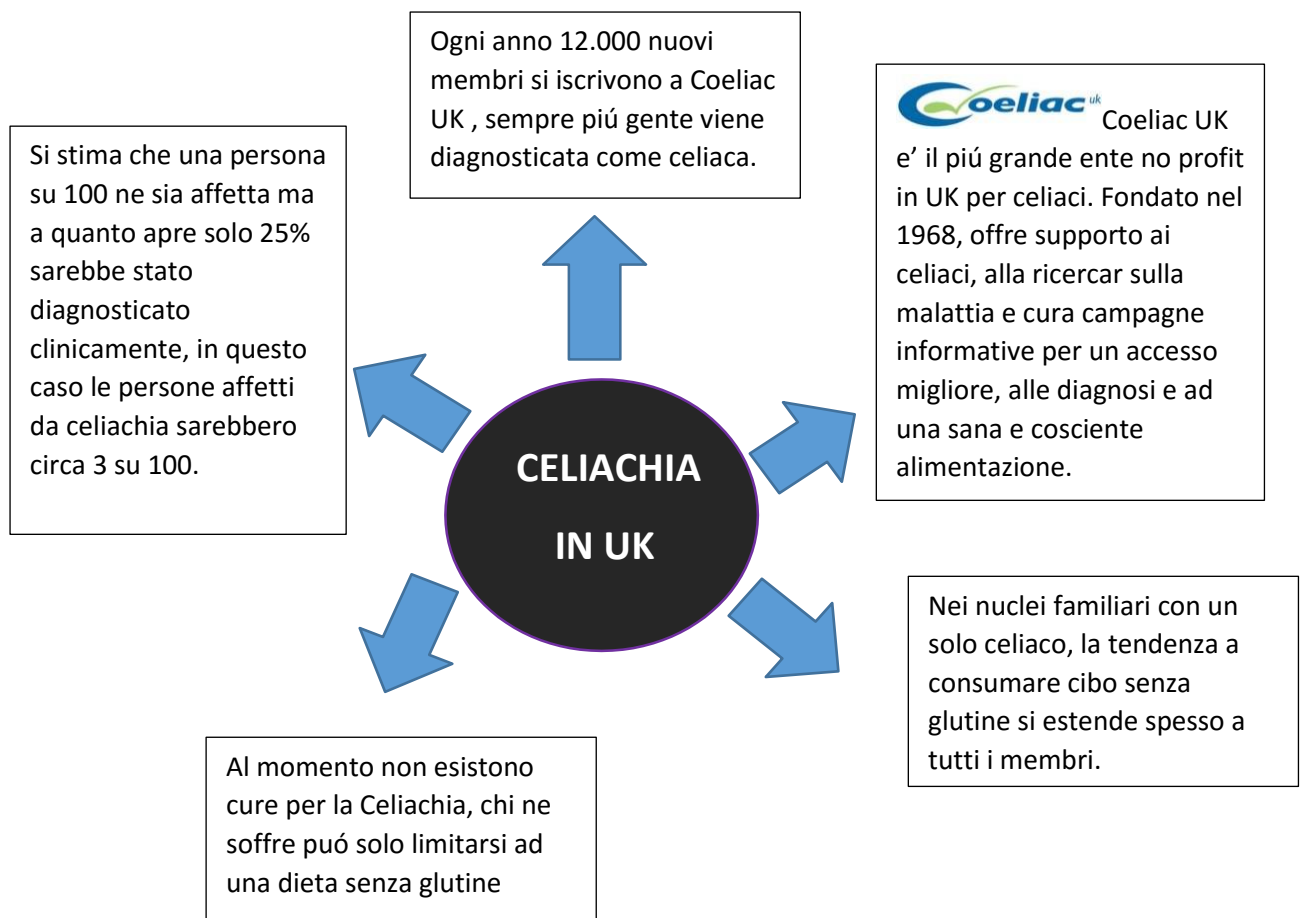 Ogni anno 12.000 nuovi
membri si iscrivono a Coeliac
UK , sempre piú gente viene
diagnosticata come celiaca.
Coeliac uk Coeliac UK
e' il piú grande ente no profit
in UK per celiaci. Fondato nel
1968, offre supporto ai
celiaci, alla ricercar sulla
malattia e cura campagne
informative per un accesso
migliore, alle diagnosi e ad
una sana e cosciente
alimentazione.
Si stima che una persona
su 100 ne sia affetta ma
a quanto apre solo 25%
sarebbe stato
diagnosticato
clinicamente, in questo
caso le persone affetti
da celiachia sarebbero
circa 3 su 100.
CELIACHIA
IN UK
Nei nuclei familiari con un
solo celiaco, la tendenza a
consumare cibo senza
glutine si estende spesso a
tutti i membri.
Al momento non esistono
cure per la Celiachia, chi ne
soffre puó solo limitarsi ad
una dieta senza glutine